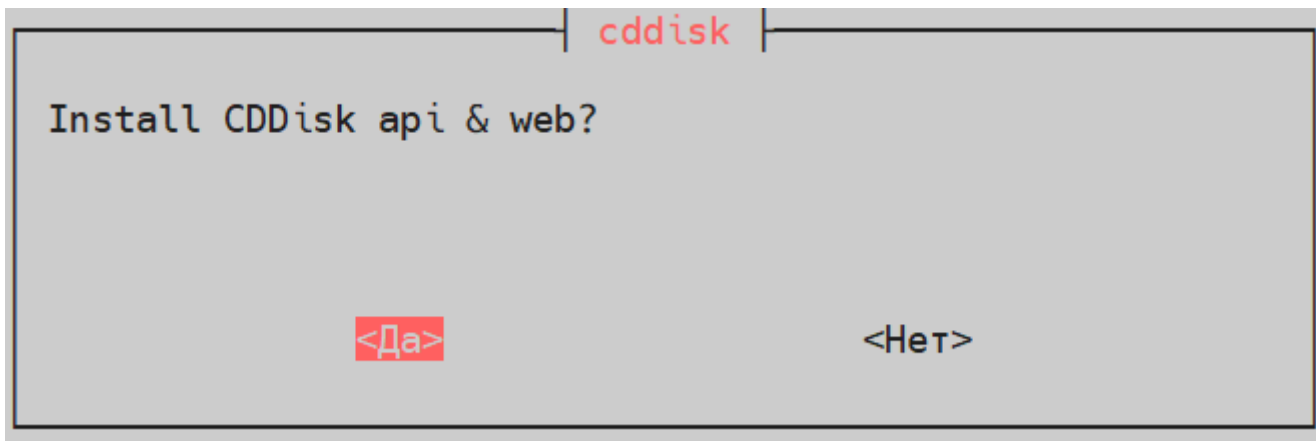 cddisk
Install CDDisk api & web?
<Да> <Нет>